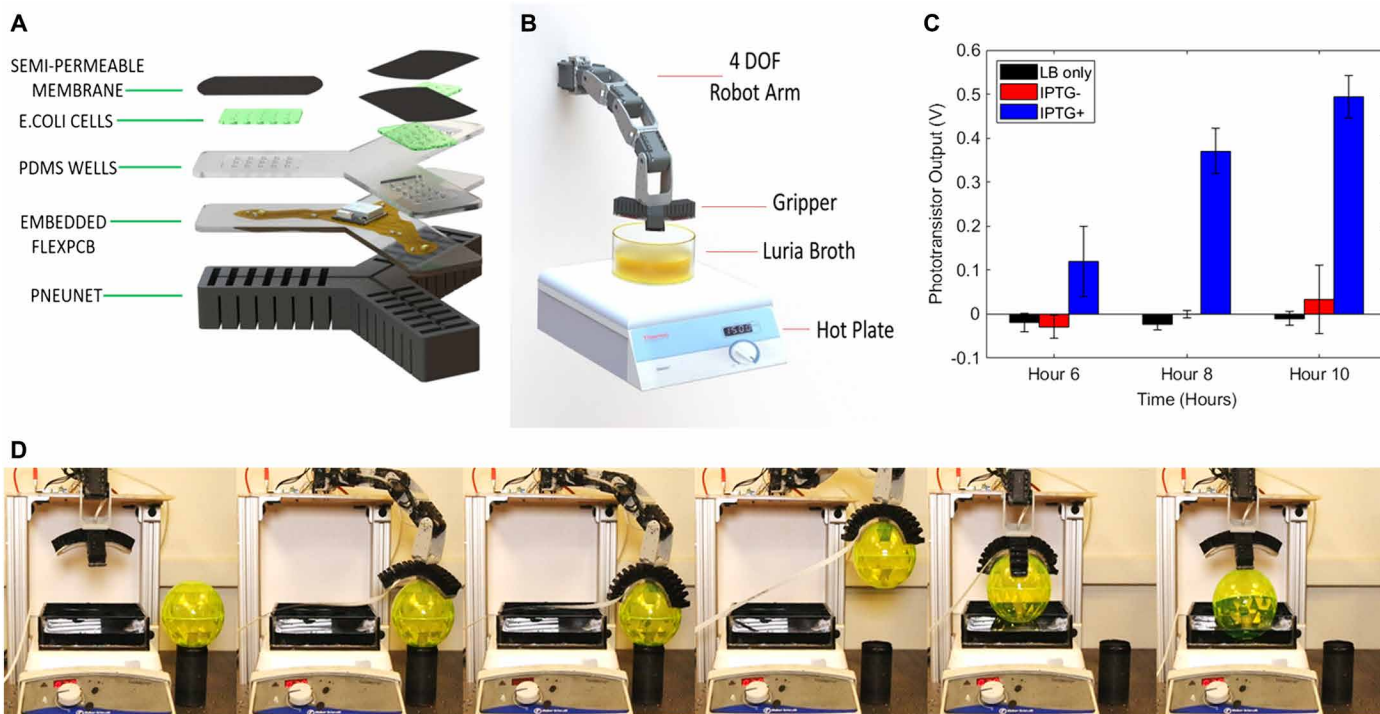 A
SEMI-PERMEABLE
MEMBRANE
E.COLI CELLS
PDMS WELLS
EMBEDDED
FLEXPCB
PNEUNET
B
4 DOF
Robot Arm
Gripper
Luria Broth
Hot Plate
C
LB only
IPTG-
IPTG+
0.6
0.5
0.4
0.3
0.2
0.1
0
-0.1
Phototransistor Output (V)
Hour 6
Hour 8
Hour 10
Time (Hours)
D